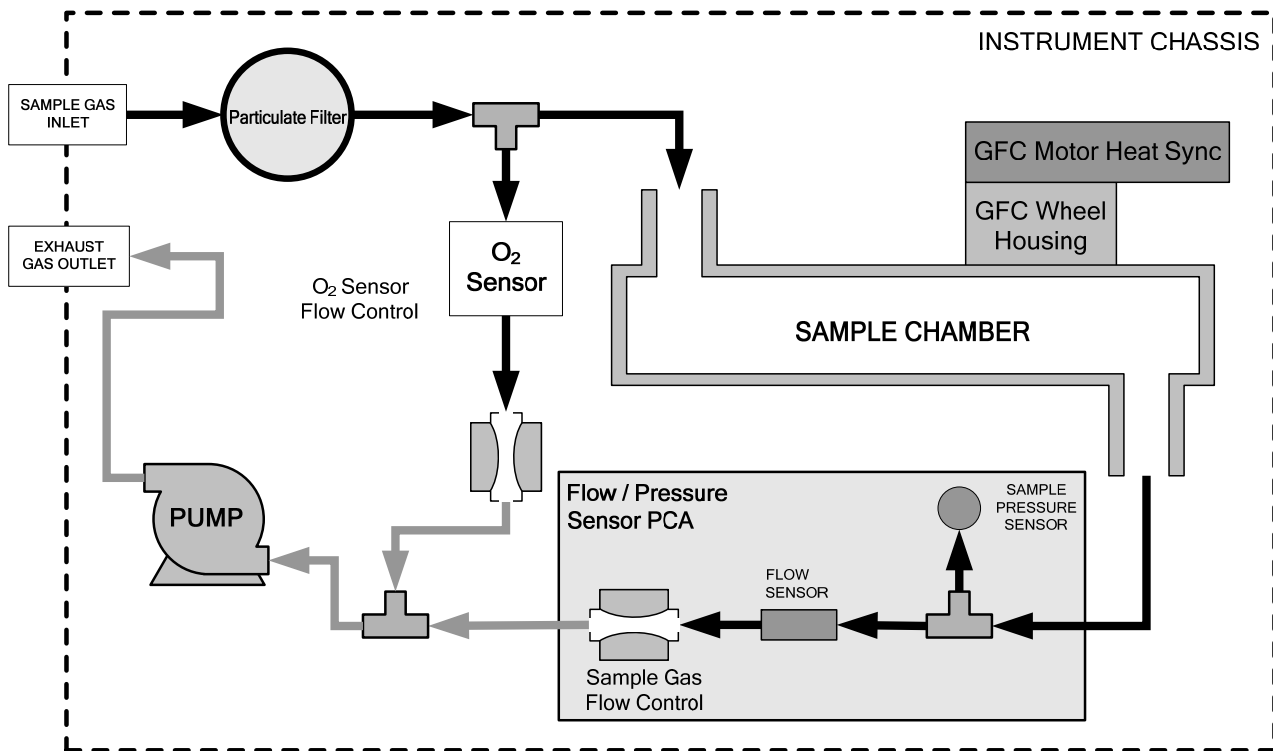 INSTRUMENT CHASSIS
SAMPLE GAS
INLET
Particulate Filter
GFC Motor Heat Sync
GFC Wheel
Housing
EXHAUST
GAS OUTLET
O₂
Sensor
O₂ Sensor
Flow Control
SAMPLE CHAMBER
PUMP
Flow / Pressure
Sensor PCA
SAMPLE
PRESSURE
SENSOR
FLOW
SENSOR
Sample Gas
Flow Control